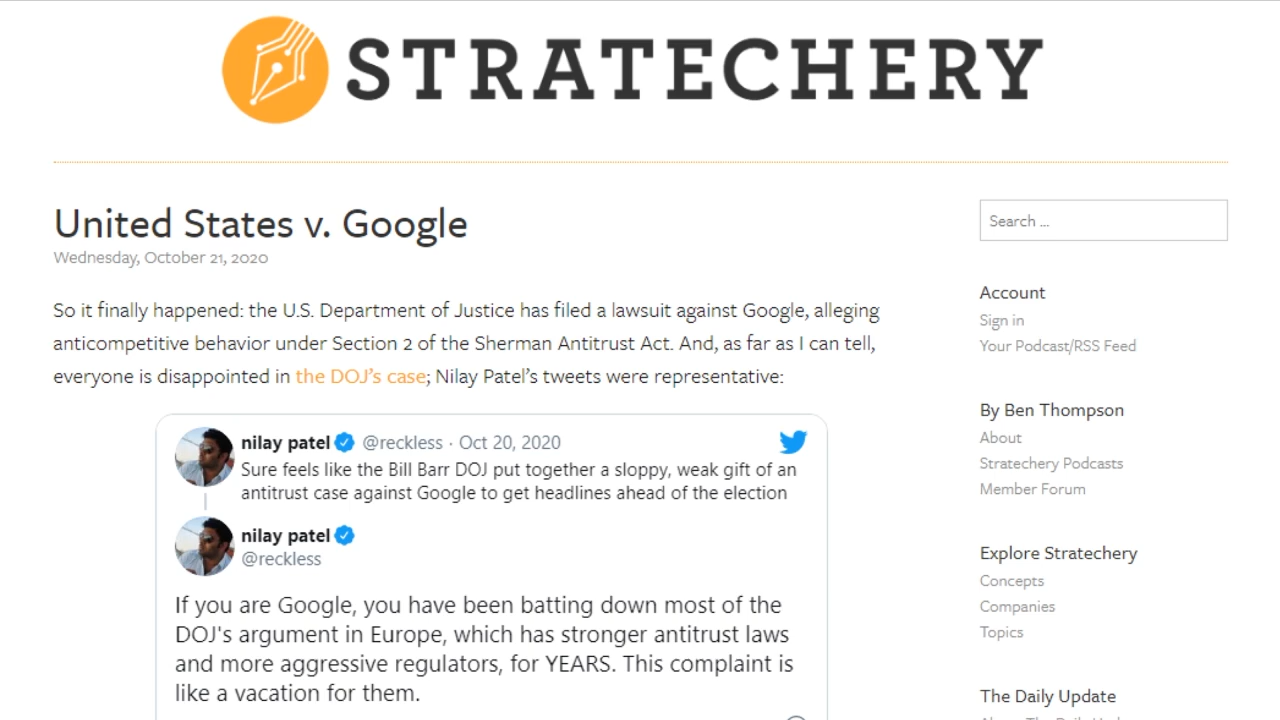 STRATECHERY
United States v. Google
Wednesday, October 21, 2020
So it finally happened: the U.S. Department of Justice has filed a lawsuit against Google, alleging
anticompetitive behavior under Section 2 of the Sherman Antitrust Act. And, as far as I can tell,
everyone is disappointed in the DOJ’s case; Nilay Patel’s tweets were representative:
nilay patel @reckless · Oct 20, 2020
Sure feels like the Bill Barr DOJ put together a sloppy, weak gift of an
antitrust case against Google to get headlines ahead of the election
nilay patel
@reckless
If you are Google, you have been batting down most of the
DOJ's argument in Europe, which has stronger antitrust laws
and more aggressive regulators, for YEARS. This complaint is
like a vacation for them.
Search ...
Account
Sign in
Your Podcast/RSS Feed
By Ben Thompson
About
Stratechery Podcasts
Member Forum
Explore Stratechery
Concepts
Companies
Topics
The Daily Update